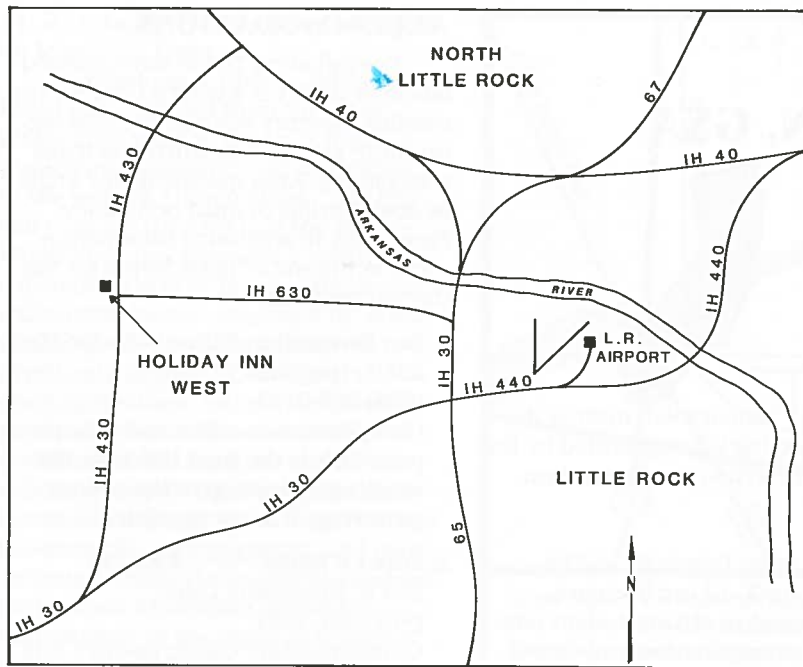 NORTH
LITTLE ROCK
IH 40
67
IH 40
IH 430
ARKANSAS
RIVER
IH 440
IH 630
HOLIDAY INN
WEST
IH 30
L.R.
AIRPORT
IH 440
IH 430
IH 30
LITTLE ROCK
65
N
IH 30